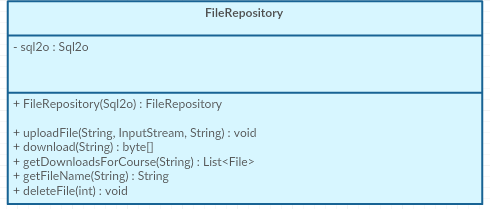 FileRepository
- sql2o : Sql2o
+ FileRepository(Sql2o) : FileRepository
+ uploadFile(String, InputStream, String) : void
+ download(String) : byte[]
+ getDownloadsForCourse(String) : List<File>
+ getFileName(String) : String
+ deleteFile(int) : void